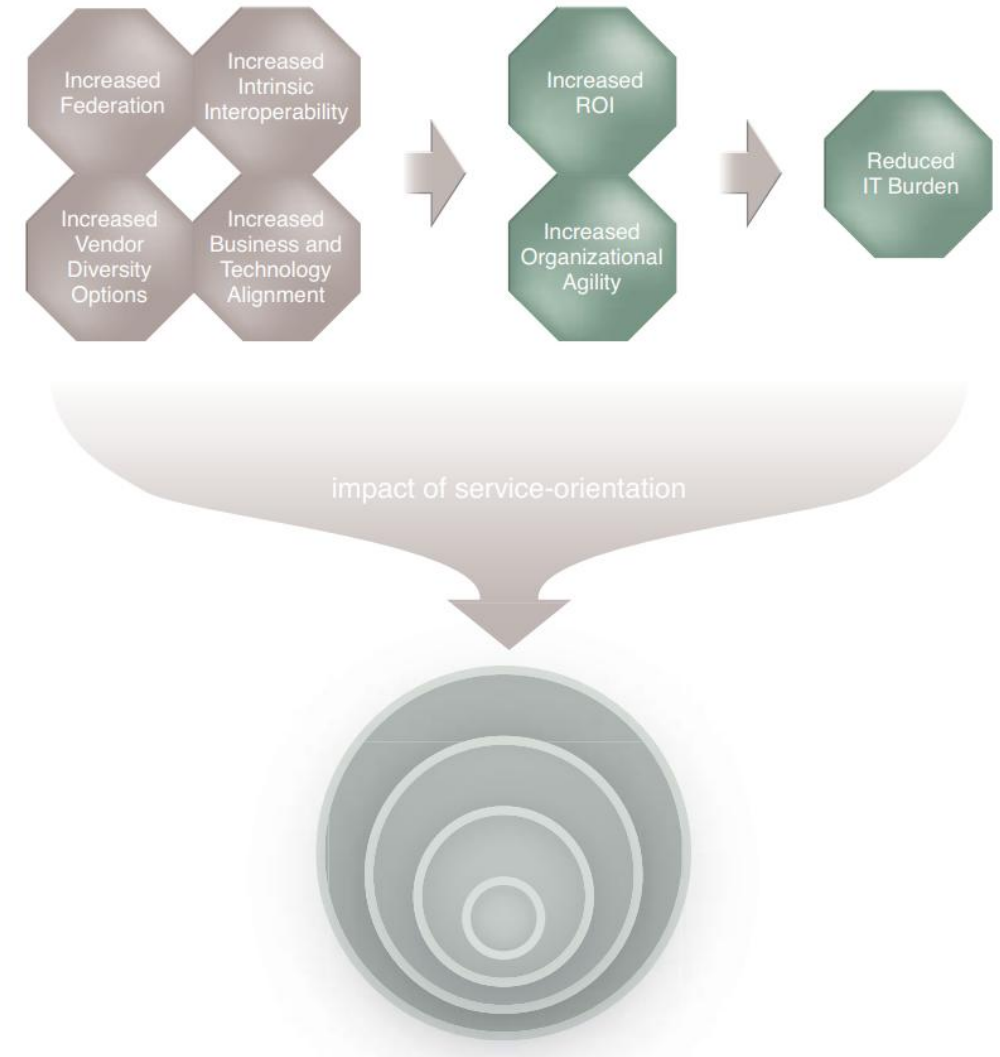 Increased
Federation
Increased
Intrinsic
Interoperability
Increased
Vendor
Diversity
Options
Increased
Business and
Technology
Alignment
Increased
ROI
Increased
Organizational
Agility
Reduced
IT Burden
impact of service-orientation